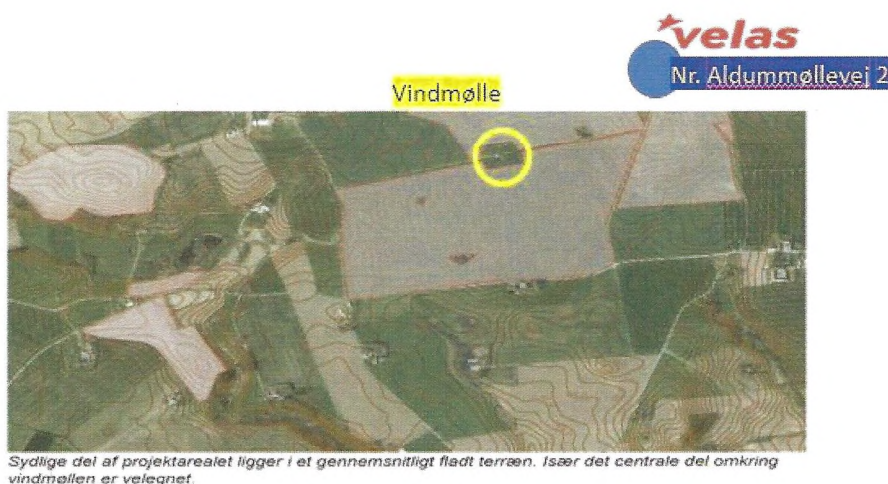 velas
Nr. Aldummøllevej 2
Vindmølle
Sydlige del af projektarealet ligger i et gennemsnitligt fladt terræn. Især det centrale del omkring
vindmøllen er velegnet.